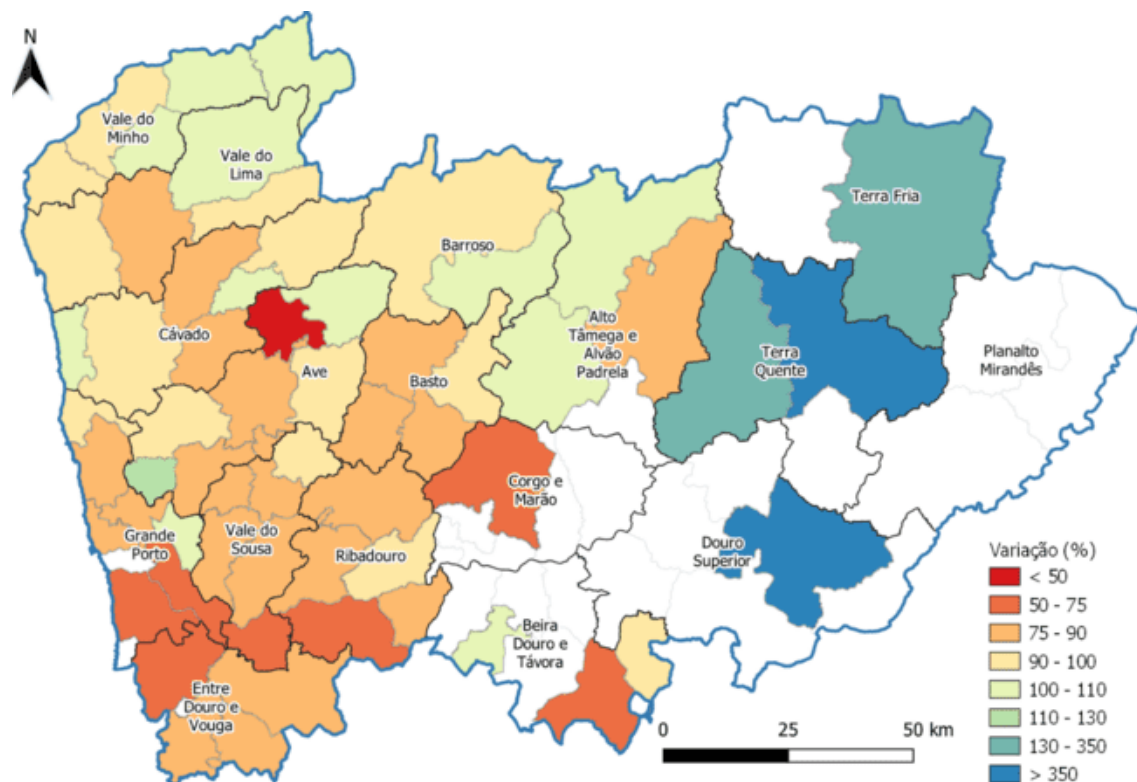 N
Vale do
Minho
Vale do
Lima
Terra Fria
Barroso
Cávado
Alto
Tâmega e
Alvão
Padrela
Terra
Quente
Planalto
Mirandês
Ave
Basto
Corgo e
Marão
Grande
Porto
Vale do
Sousa
Ribadouro
Douro
Superior
Beira
Douro e
Távora
Entre
Douro e
Vouga
Variação (%)
< 50
50 - 75
75 - 90
90 - 100
100 - 110
110 - 130
130 - 350
> 350
0 25 50 km